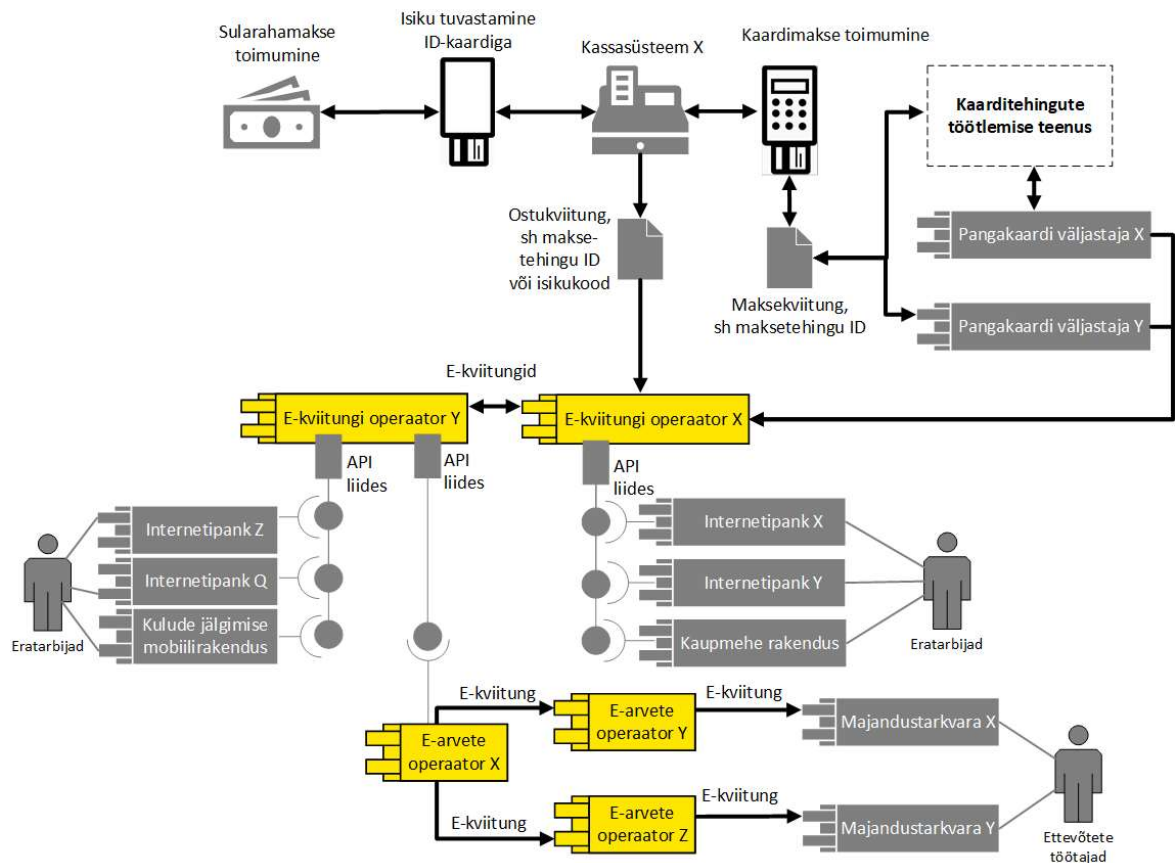 Sularahamakse
toimumine
Isiku tuvastamine
ID-kaardiga
Kassasüsteem X
Kaardimakse toimumine
Kaarditehingute
töötlemise teenus
Ostukviitung,
sh makse-
tehingu ID
või isikukood
Maksekviitung,
sh maksetehingu ID
Pangakaardi väljastaja X
Pangakaardi väljastaja Y
E-kviitungid
E-kviitungi operaator Y
E-kviitungi operaator X
API
liides
API
liides
API
liides
Internetipank Z
Internetipank Q
Kulude jälgimise
mobiilirakendus
Eratarbijad
Internetipank X
Internetipank Y
Kaupmehe rakendus
Eratarbijad
E-kviitung
E-kviitung
E-arvete
operaator X
E-arvete
operaator Y
Majandustarkvara X
E-kviitung
E-kviitung
E-arvete
operaator Z
Majandustarkvara Y
Ettevõtete
töötajad